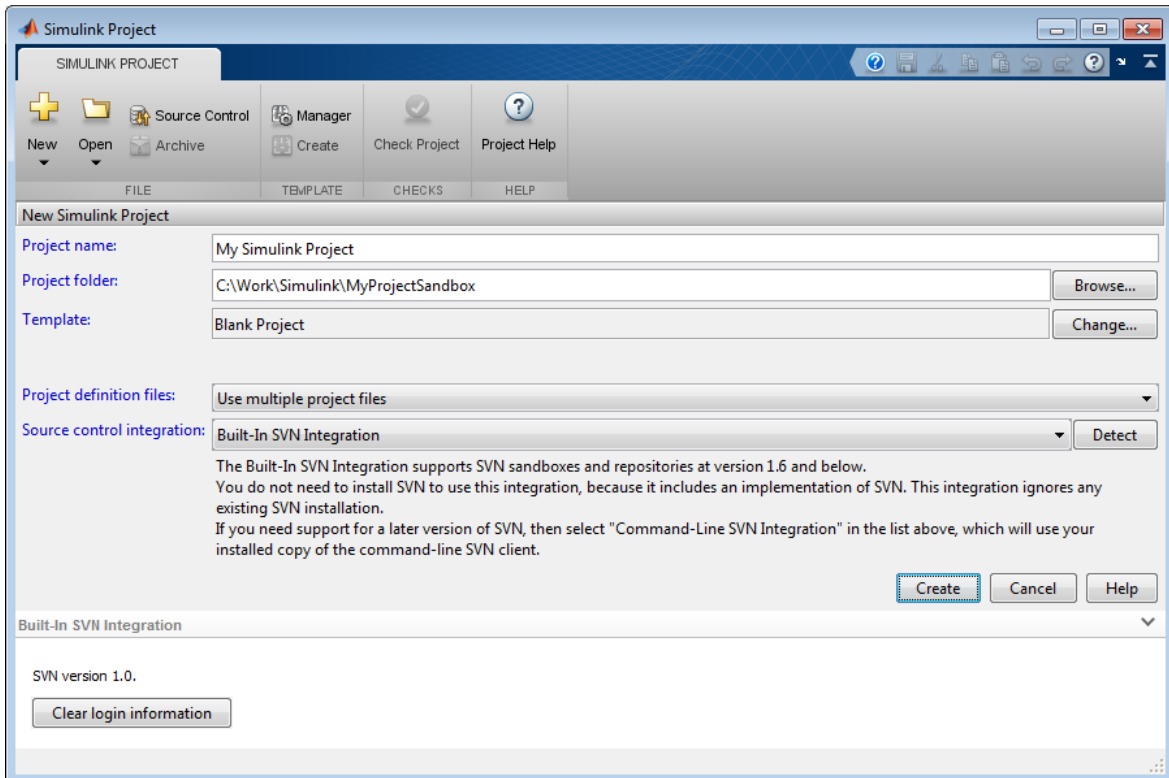 Simulink Project
SIMULINK PROJECT
New
Open
Source Control
Archive
Manager
Create
Check Project
Project Help
FILE
TEMPLATE
CHECKS
HELP
New Simulink Project
Project name:
My Simulink Project
Project folder:
C:\Work\Simulink\MyProjectSandbox
Browse...
Template:
Blank Project
Change...
Project definition files:
Use multiple project files
Source control integration:
Built-In SVN Integration
Detect
The Built-In SVN Integration supports SVN sandboxes and repositories at version 1.6 and below.
You do not need to install SVN to use this integration, because it includes an implementation of SVN. This integration ignores any
existing SVN installation.
If you need support for a later version of SVN, then select "Command-Line SVN Integration" in the list above, which will use your
installed copy of the command-line SVN client.
Create
Cancel
Help
Built-In SVN Integration
SVN version 1.0.
Clear login information